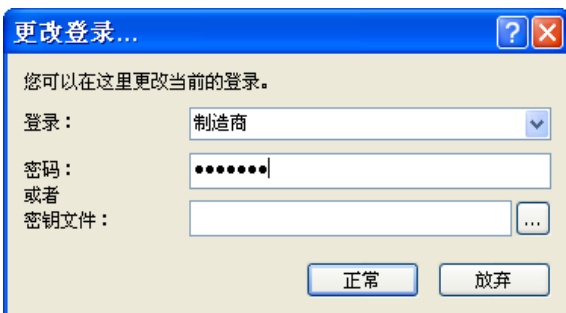 更改登录...
您可以在这里更改当前的登录。
登录：
制造商
密码：
●●●●●●●
或者
密钥文件：
...
正常
放弃